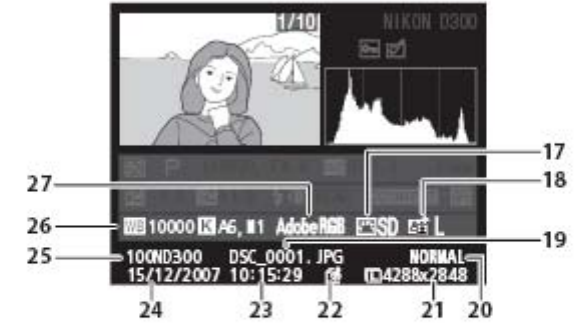 1/10 NIKON D300
P
17
27 18
26 WB 10000 K A6, 1 AdobeRGB SD L
19
25 100ND300 DSC_0001.JPG NORMAL
15/12/2007 10:15:29 4288x2848
24 23 22 21 20